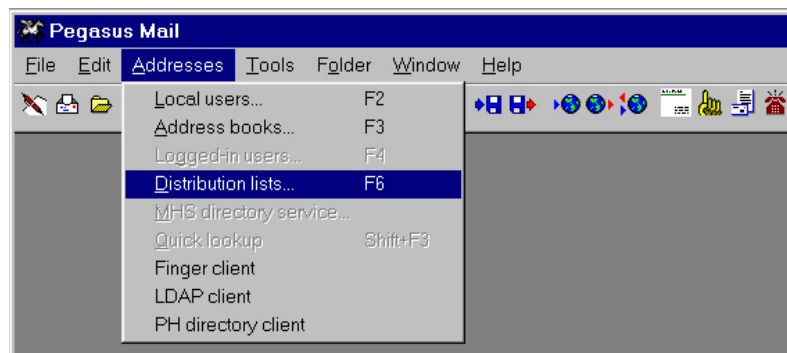 Pegasus Mail
File Edit Addresses Tools Folder Window Help
Local users... F2
Address books... F3
Logged-in users... F4
Distribution lists... F6
MHS directory service...
Quick lookup Shift+F3
Finger client
LDAP client
PH directory client